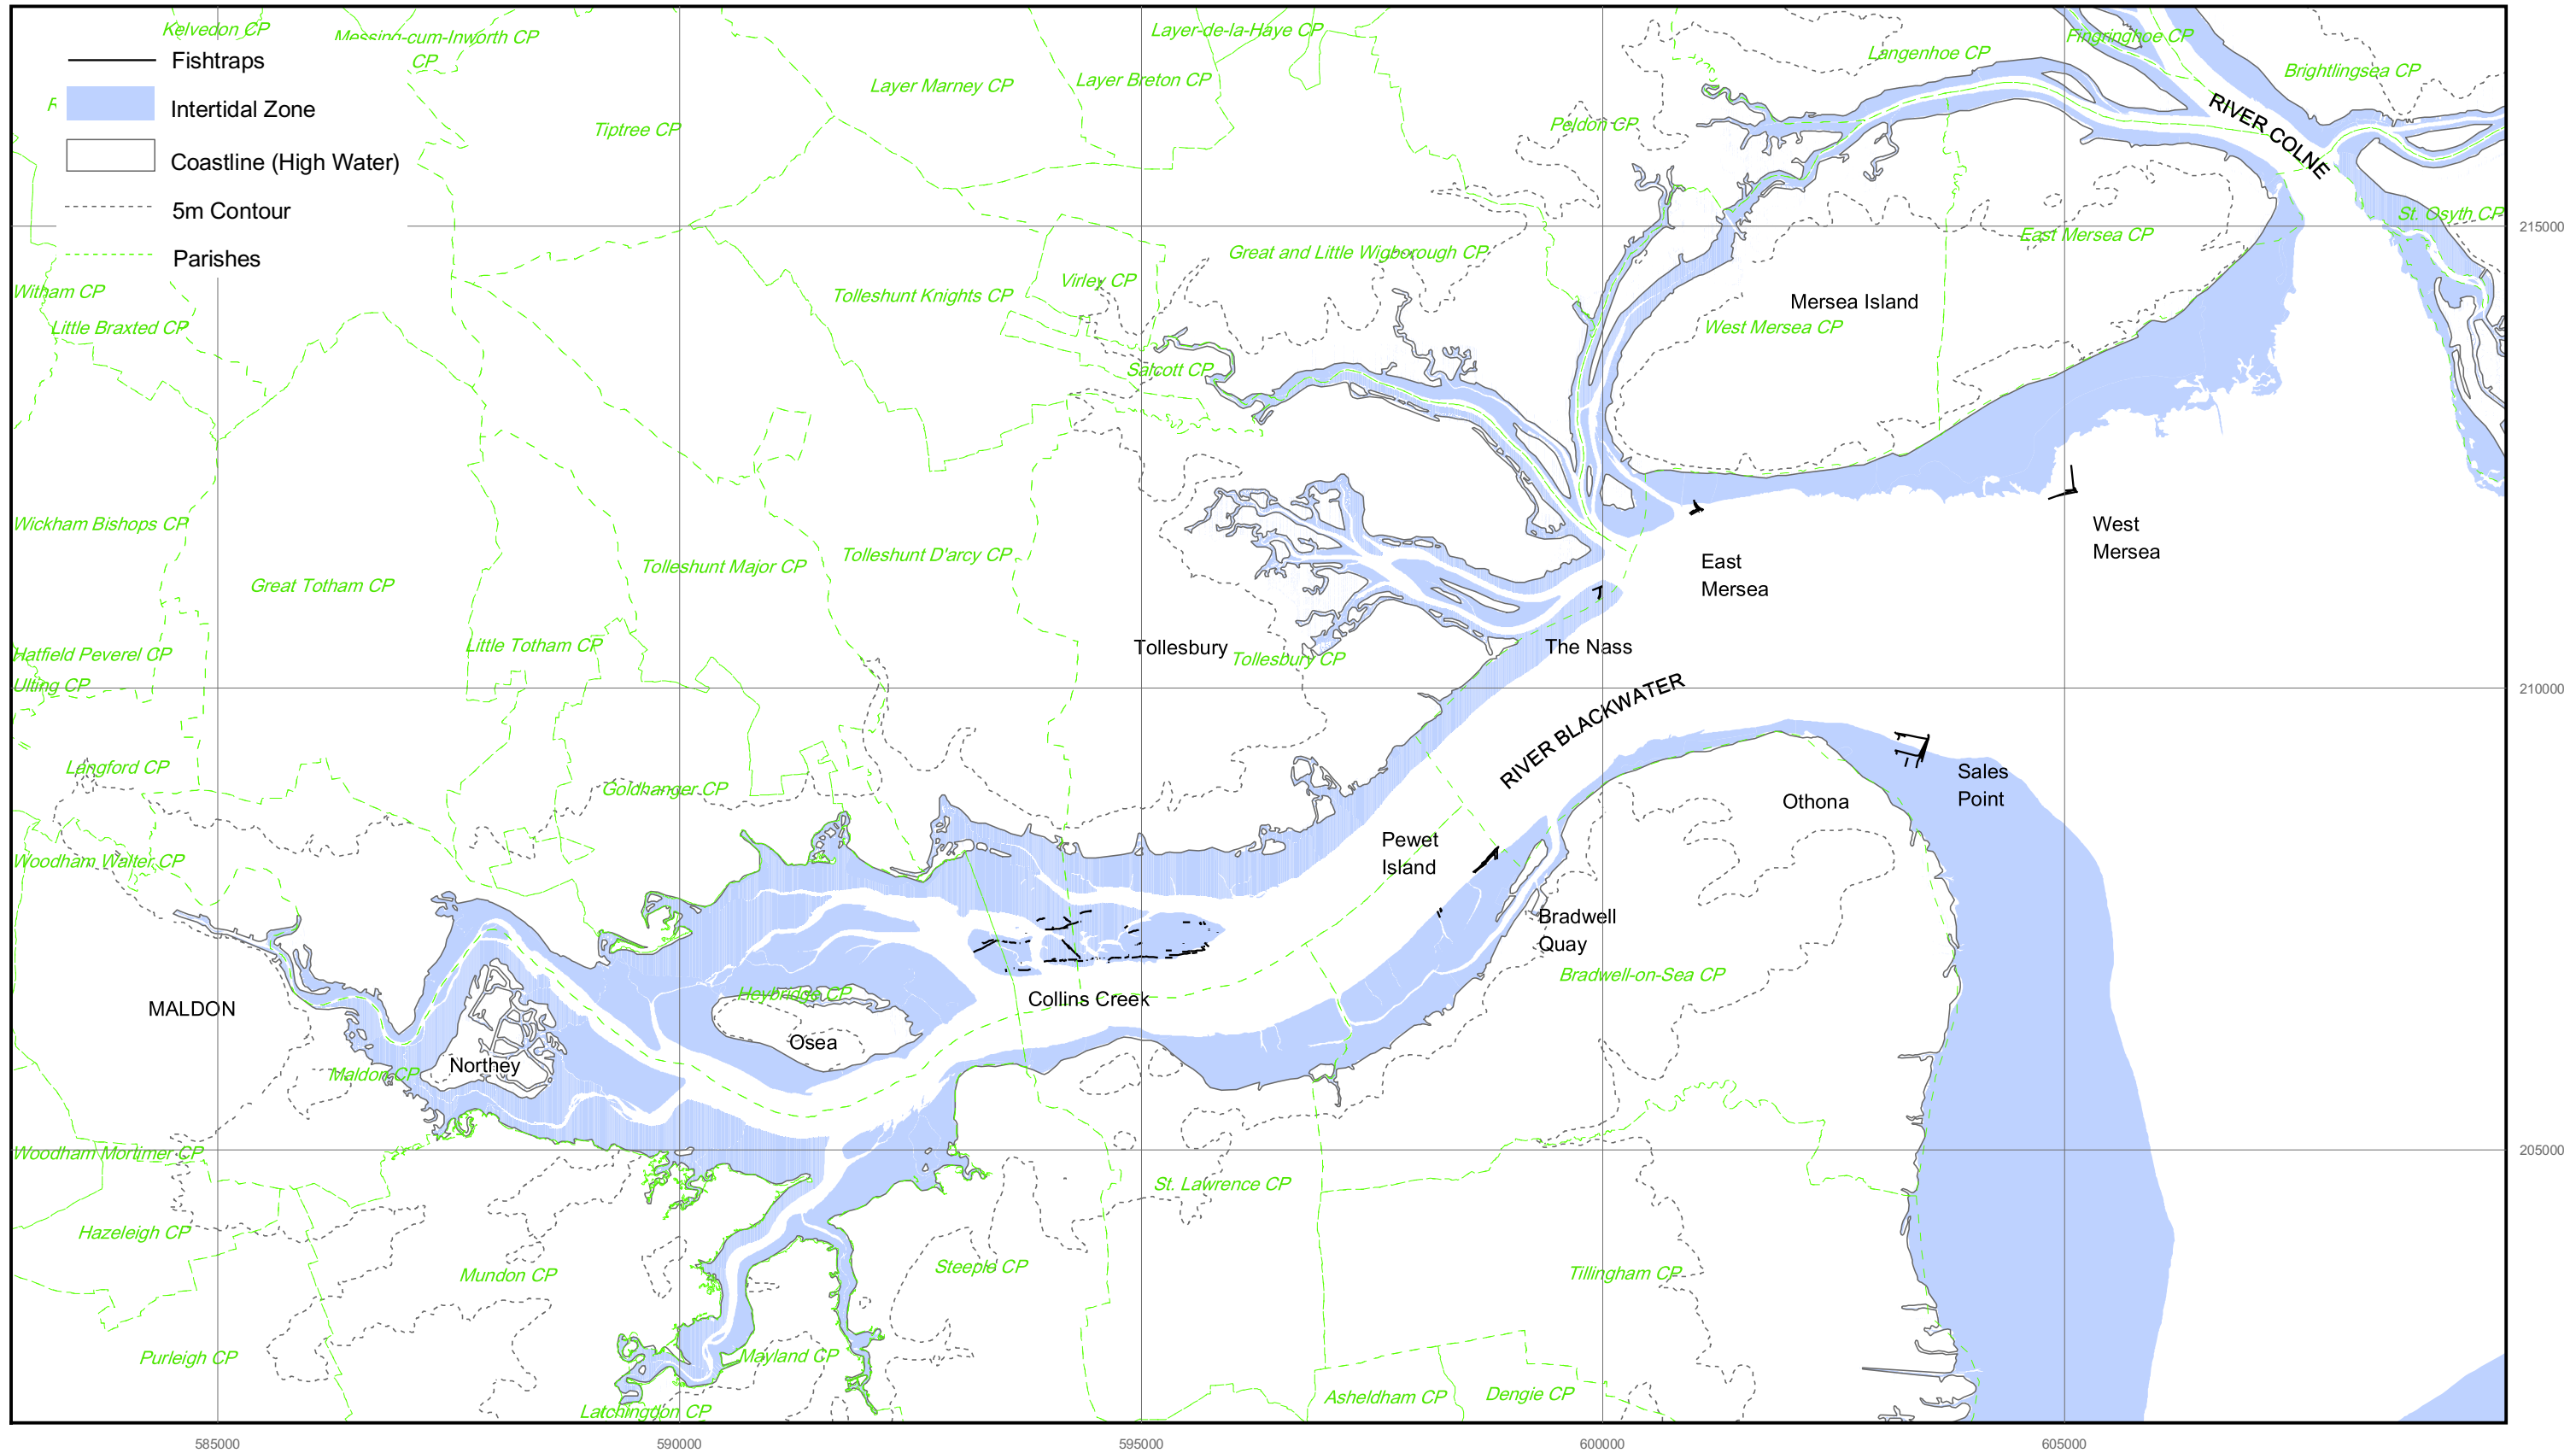 Kelvedon CP
Messing-cum-Inworth CP
CP
Layer-de-la-Haye CP
Langenhoe CP
Fingringhoe CP
Brightlingsea CP
Fishtraps
Intertidal Zone
Coastline (High Water)
5m Contour
Parishes
Layer Marney CP
Layer Breton CP
Tiptree CP
Peldon CP
RIVER COLNE
St. Osyth CP
215000
East Mersea CP
Great and Little Wigborough CP
Virley CP
Tolleshunt Knights CP
Mersea Island
West Mersea CP
Witham CP
Little Braxted CP
Salcott CP
Wickham Bishops CP
Great Totham CP
Tolleshunt Major CP
Tolleshunt D'arcy CP
West
Mersea
East
Mersea
Hatfield Peverel CP
Little Totham CP
Tollesbury
Tollesbury CP
The Nass
Ulting CP
210000
RIVER BLACKWATER
Langford CP
Goldhanger CP
Sales
Point
Othona
Pewet
Island
Woodham Walter CP
Bradwell
Quay
Bradwell-on-Sea CP
MALDON
Heybridge CP
Collins Creek
Osea
Northey
Maldon CP
Woodham Mortimer CP
205000
St. Lawrence CP
Hazeleigh CP
Mundon CP
Steeple CP
Tillingham CP
Purleigh CP
Mayland CP
Latchingdon CP
Asheldham CP
Dengie CP
585000
590000
595000
600000
605000